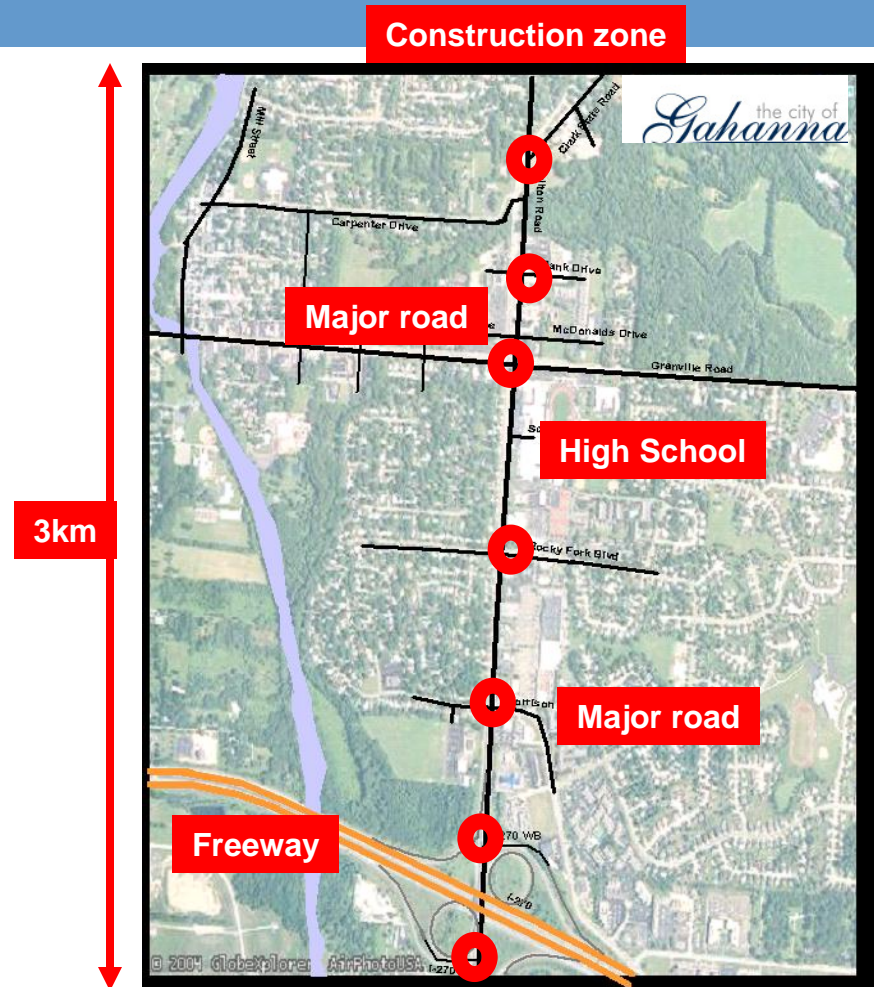 Construction zone
the city of
Gahanna
Mill Street
Clark State Road
Carpenter Drive
Road
Drive
Major road
McDonalds Drive
Granville Road
High School
3km
Rocky Fork Blvd
Major road
270 WB
Freeway
I-270
© 2004 GlobeXplorer AirPhotoUSA
I-270